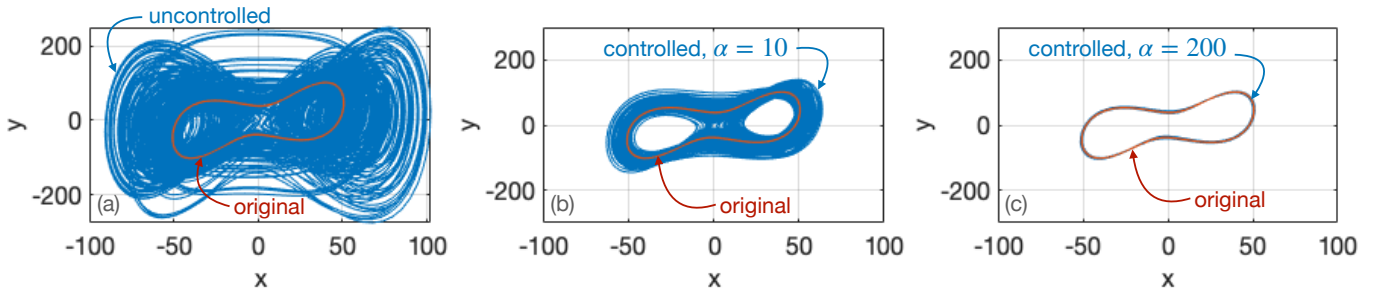 uncontrolled
200
0
-200
y
(a)
original
-100
-50
0
50
100
x
controlled, α = 10
200
0
-200
y
(b)
original
-100
-50
0
50
100
x
controlled, α = 200
200
0
-200
y
(c)
original
-100
-50
0
50
100
x